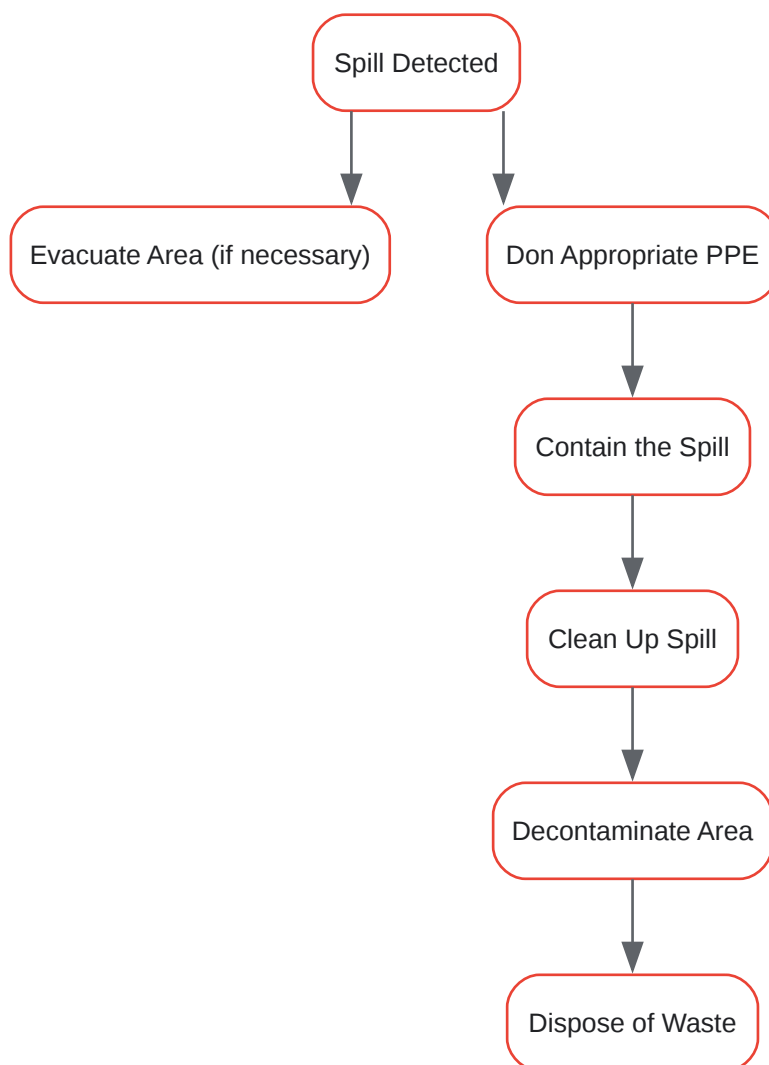 Spill Detected
Evacuate Area (if necessary)
Don Appropriate PPE
Contain the Spill
Clean Up Spill
Decontaminate Area
Dispose of Waste